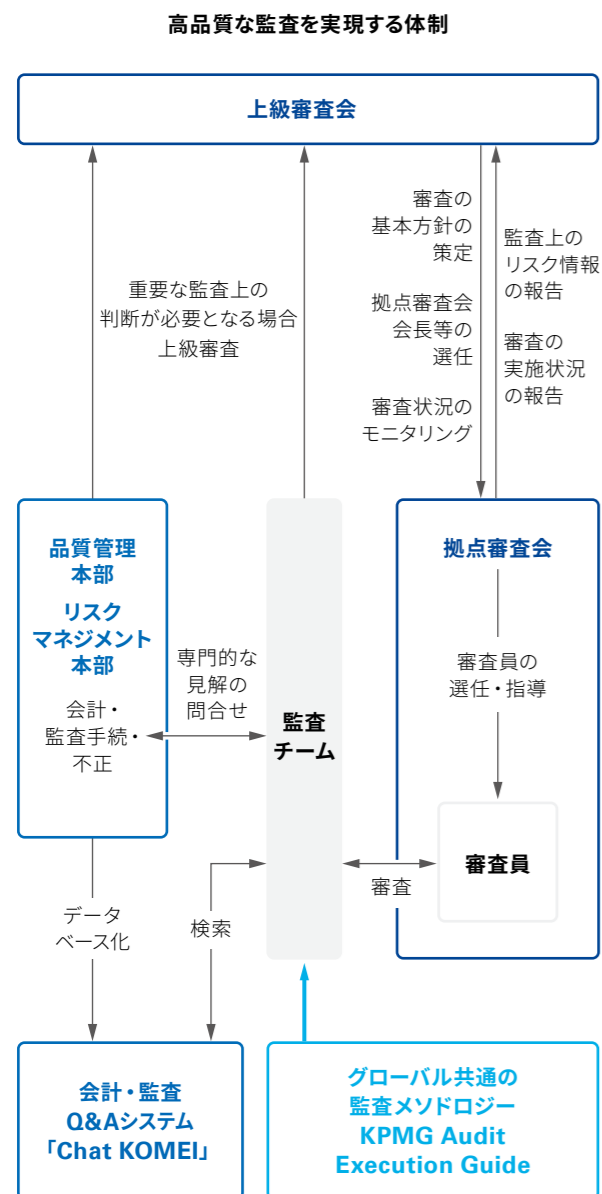 高品質な監査を実現する体制
上級審査会
重要な監査上の
判断が必要となる場合
上級審査
審査の
基本方針の
策定
拠点審査会
会長等の
選任
審査状況の
モニタリング
監査上の
リスク情報
の報告
審査の
実施状況
の報告
品質管理
本部
リスク
マネジメント
本部
会計・
監査手続・
不正
専門的な
見解の
問合せ
監査
チーム
拠点審査会
審査員の
選任・指導
審査員
審査
データ
ベース化
検索
会計・監査
Q&Aシステム
「Chat KOMEI」
グローバル共通の
監査メソドロジー
KPMG Audit
Execution Guide